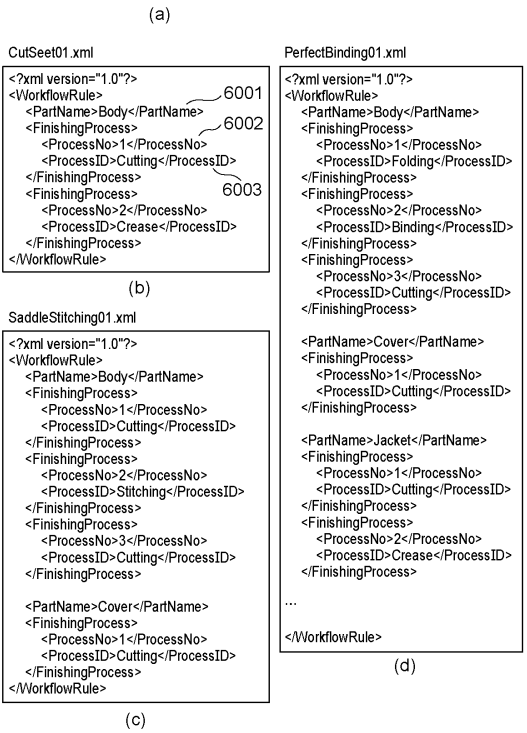 (a)
CutSeet01.xml
<?xml version="1.0"?>
<WorkflowRule>
<PartName>Body</PartName>
6001
<FinishingProcess>
6002
<ProcessNo>1</ProcessNo>
<ProcessID>Cutting</ProcessID>
</FinishingProcess>
6003
<FinishingProcess>
<ProcessNo>2</ProcessNo>
<ProcessID>Crease</ProcessID>
</FinishingProcess>
</WorkflowRule>
(b)
SaddleStitching01.xml
<?xml version="1.0"?>
<WorkflowRule>
<PartName>Body</PartName>
<FinishingProcess>
<ProcessNo>1</ProcessNo>
<ProcessID>Cutting</ProcessID>
</FinishingProcess>
<FinishingProcess>
<ProcessNo>2</ProcessNo>
<ProcessID>Stitching</ProcessID>
</FinishingProcess>
<FinishingProcess>
<ProcessNo>3</ProcessNo>
<ProcessID>Cutting</ProcessID>
</FinishingProcess>
<PartName>Cover</PartName>
<FinishingProcess>
<ProcessNo>1</ProcessNo>
<ProcessID>Cutting</ProcessID>
</FinishingProcess>
</WorkflowRule>
(c)
PerfectBinding01.xml
<?xml version="1.0"?>
<WorkflowRule>
<PartName>Body</PartName>
<FinishingProcess>
<ProcessNo>1</ProcessNo>
<ProcessID>Folding</ProcessID>
</FinishingProcess>
<FinishingProcess>
<ProcessNo>2</ProcessNo>
<ProcessID>Binding</ProcessID>
</FinishingProcess>
<FinishingProcess>
<ProcessNo>3</ProcessNo>
<ProcessID>Cutting</ProcessID>
</FinishingProcess>
<PartName>Cover</PartName>
<FinishingProcess>
<ProcessNo>1</ProcessNo>
<ProcessID>Cutting</ProcessID>
</FinishingProcess>
<PartName>Jacket</PartName>
<FinishingProcess>
<ProcessNo>1</ProcessNo>
<ProcessID>Cutting</ProcessID>
</FinishingProcess>
<FinishingProcess>
<ProcessNo>2</ProcessNo>
<ProcessID>Crease</ProcessID>
</FinishingProcess>
...
</WorkflowRule>
(d)